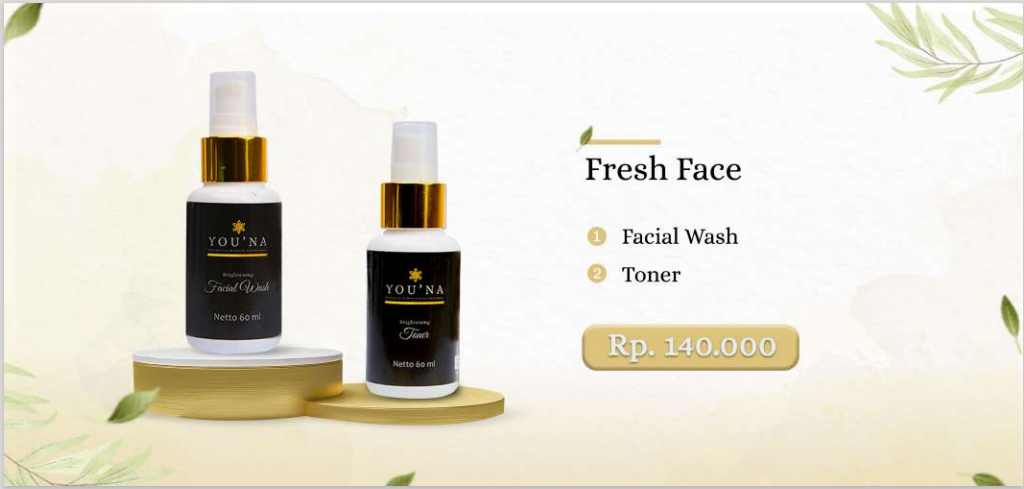 YOU'NA
Brightening
Facial Wash
Netto 60 ml
YOU'NA
Brightening
Toner
Netto 60 ml
Fresh Face
1 Facial Wash
2 Toner
Rp. 140.000